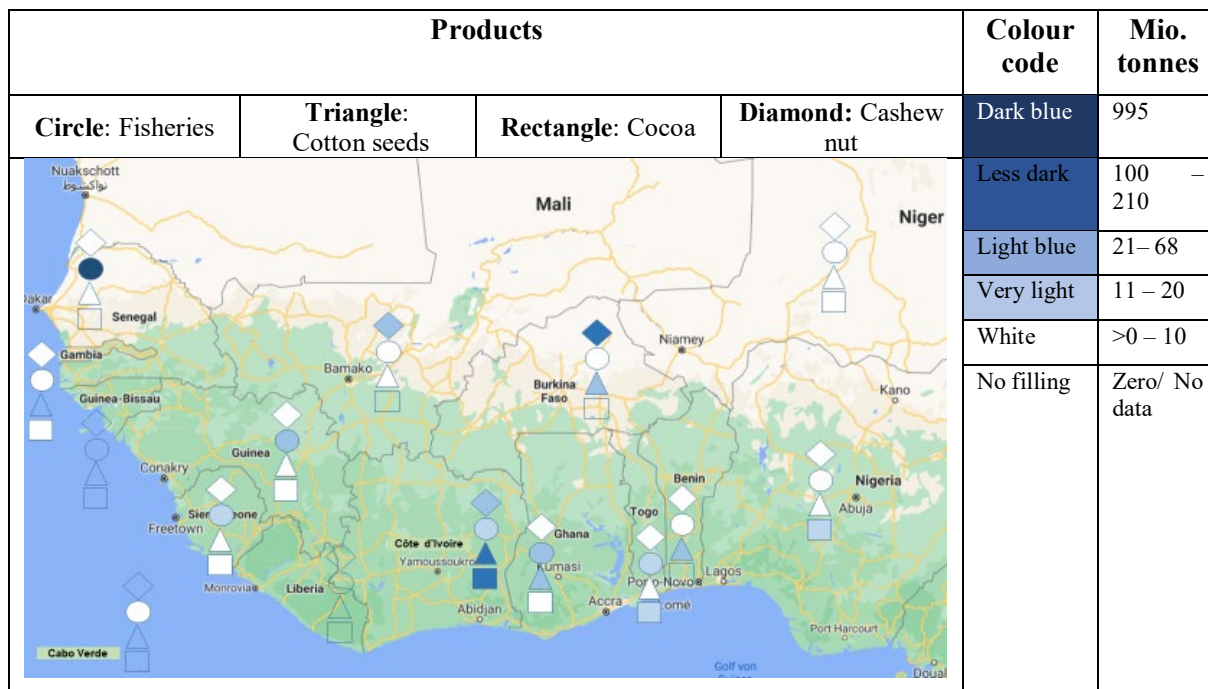 Products
Colour
code
Mio.
tonnes
Circle: Fisheries
Triangle:
Cotton seeds
Rectangle: Cocoa
Diamond: Cashew
nut
Dark blue
995
Less dark
100 –
210
Light blue
21– 68
Very light
11 – 20
White
>0 – 10
No filling
Zero/ No
data
Nuakschott
نواكشوط
Mali
Niger
Dakar
Senegal
Gambia
Bamako
Niamey
Burkina
Faso
Kano
Guinea-Bissau
Guinea
Conakry
Benin
Nigeria
Abuja
Freetown
Togo
Ghana
Côte d'Ivoire
Yamoussoukro
Kumasi
Monrovia
Liberia
Lagos
Accra
Lomé
Abidjan
Port Harcourt
Cabo Verde
Golf von